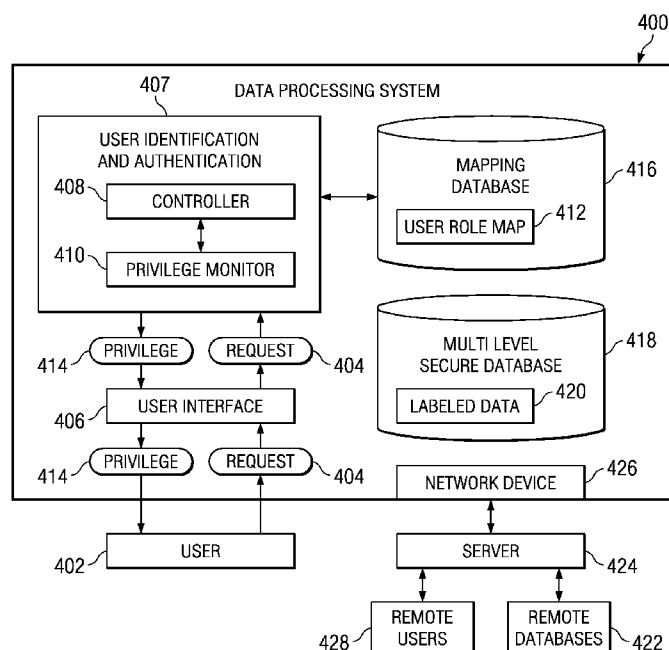 400
DATA PROCESSING SYSTEM
407
USER IDENTIFICATION
AND AUTHENTICATION
408
CONTROLLER
410
PRIVILEGE MONITOR
MAPPING
DATABASE
416
USER ROLE MAP
412
414
PRIVILEGE
REQUEST
404
406
USER INTERFACE
414
PRIVILEGE
REQUEST
404
MULTI LEVEL
SECURE DATABASE
418
LABELED DATA
420
NETWORK DEVICE
426
402
USER
SERVER
424
428
REMOTE
USERS
REMOTE
DATABASES
422